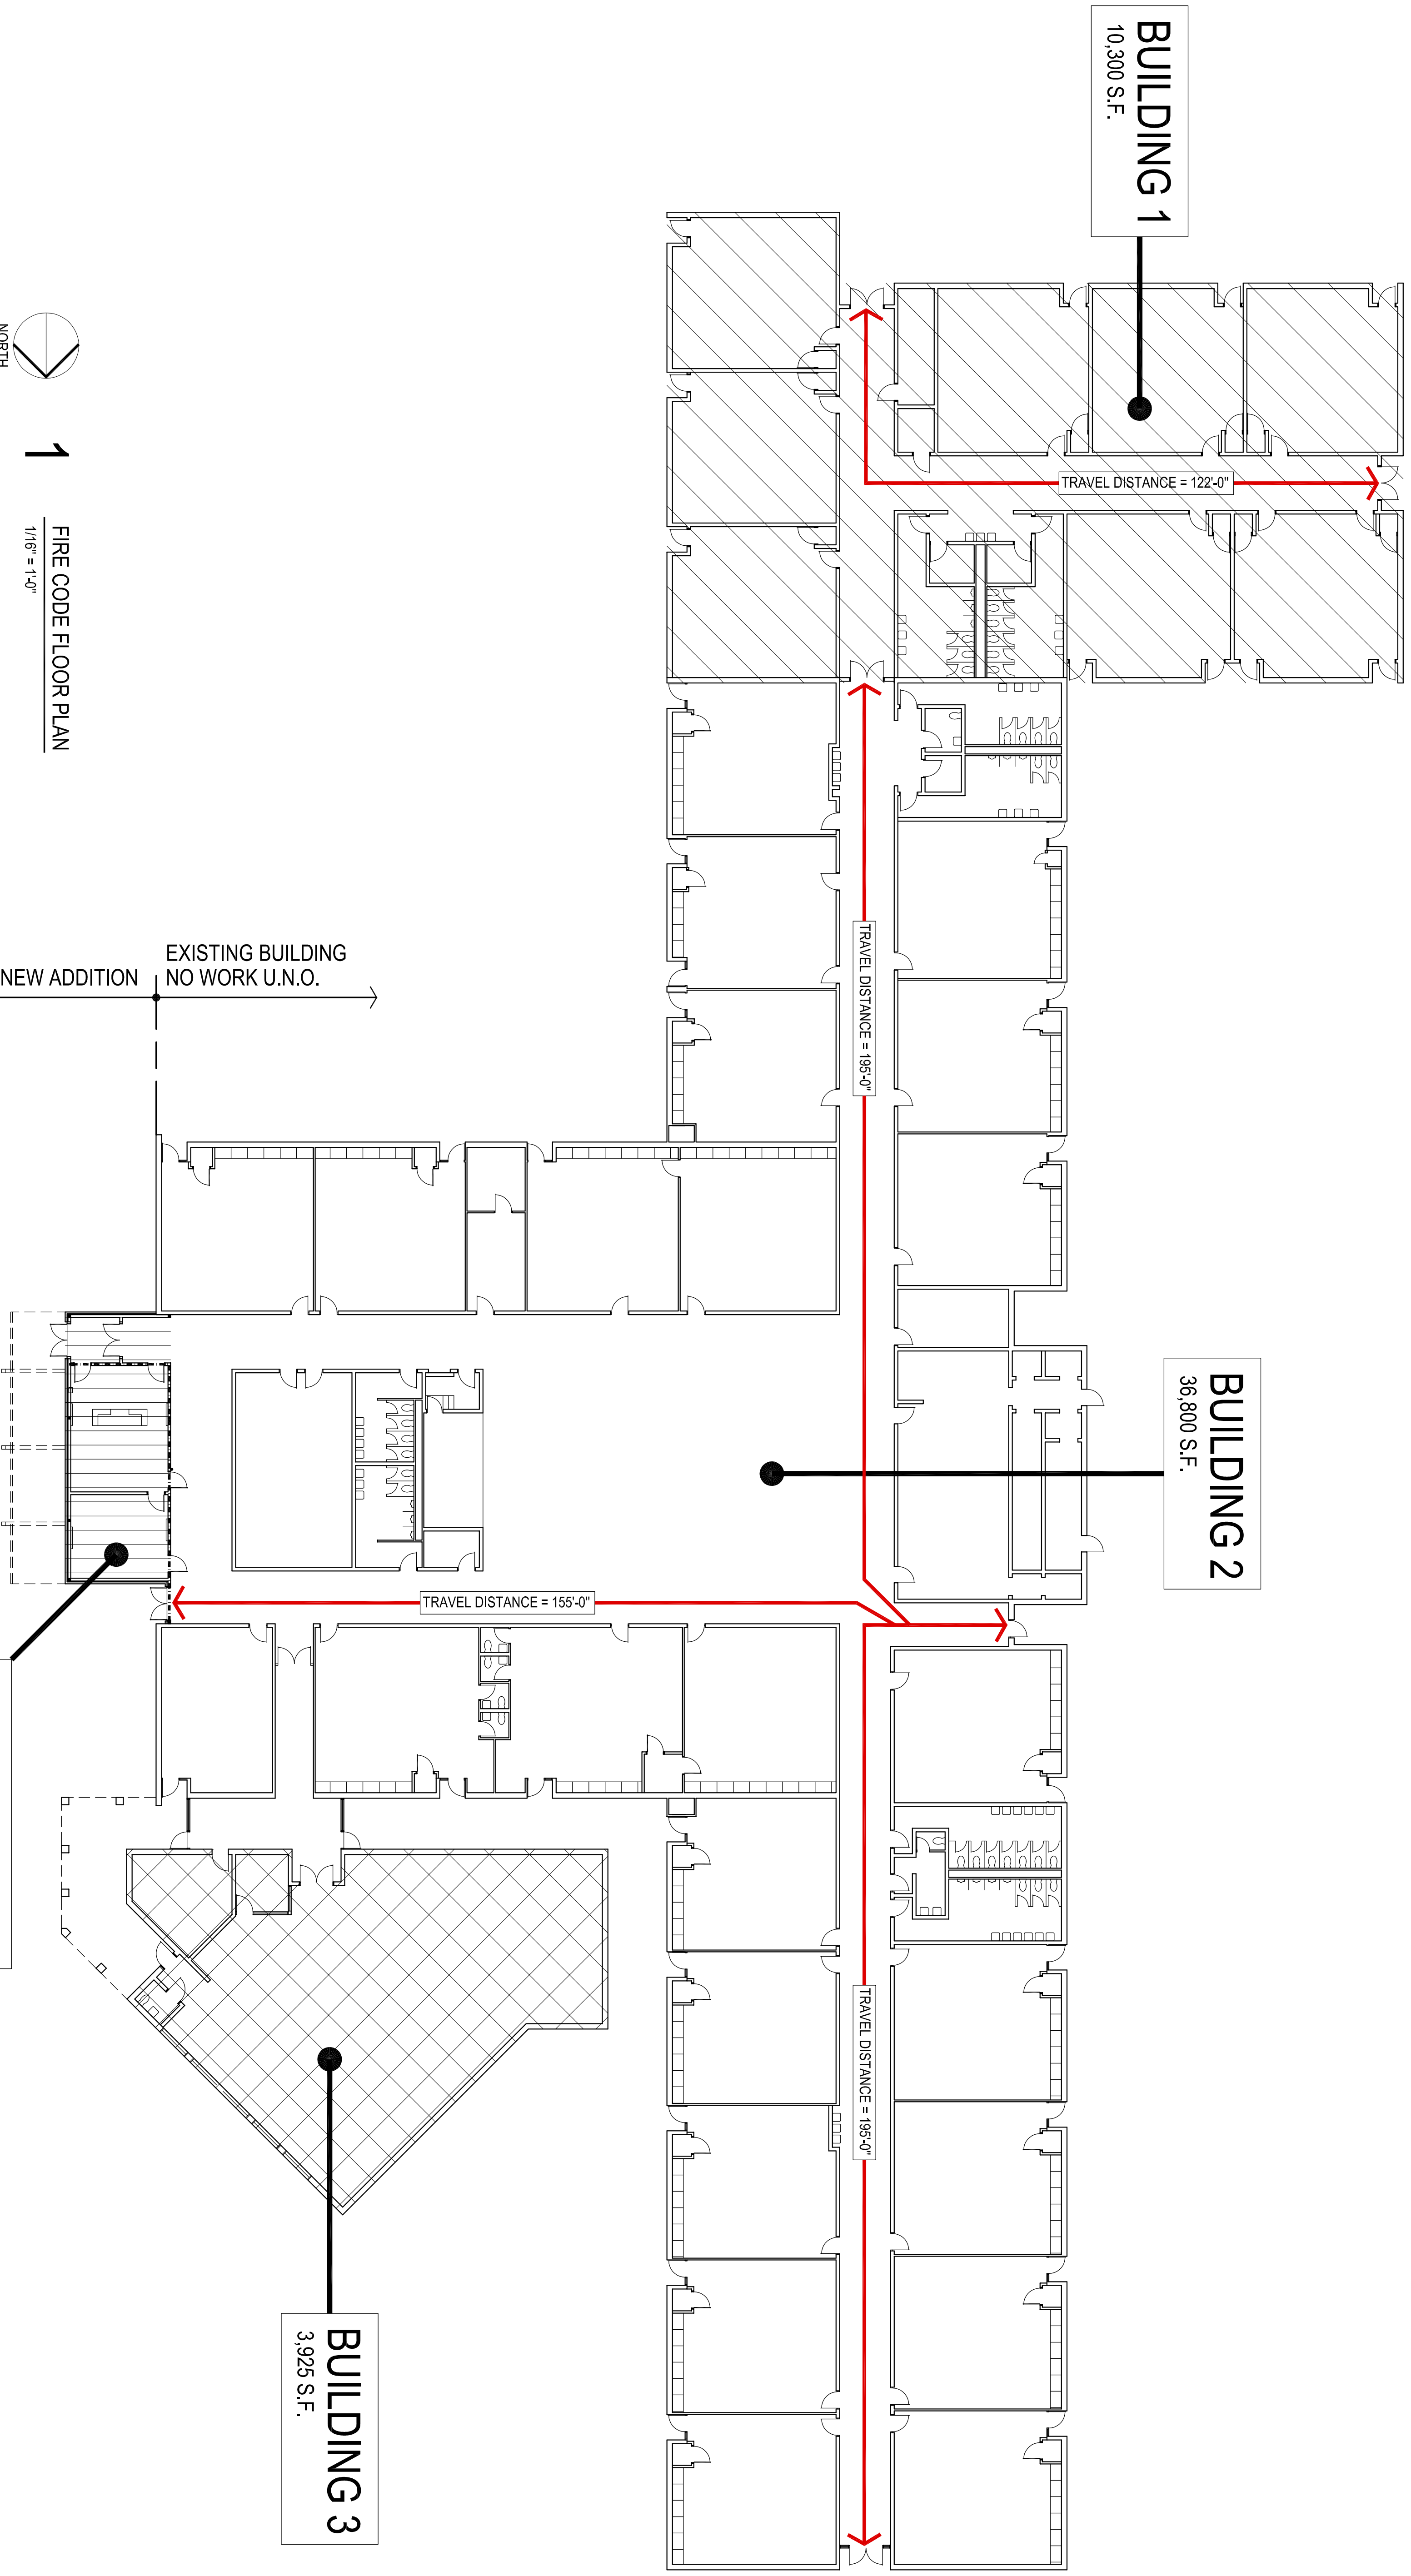 BUILDING 1
10,300 S.F.
TRAVEL DISTANCE = 122'-0"
NORTH
1
FIRE CODE FLOOR PLAN
1/16" = 1'-0"
TRAVEL DISTANCE = 195'-0"
EXISTING BUILDING
NO WORK U.N.O.
NEW ADDITION
BUILDING 2
36,800 S.F.
TRAVEL DISTANCE = 155'-0"
TRAVEL DISTANCE = 195'-0"
BUILDING 3
3,925 S.F.